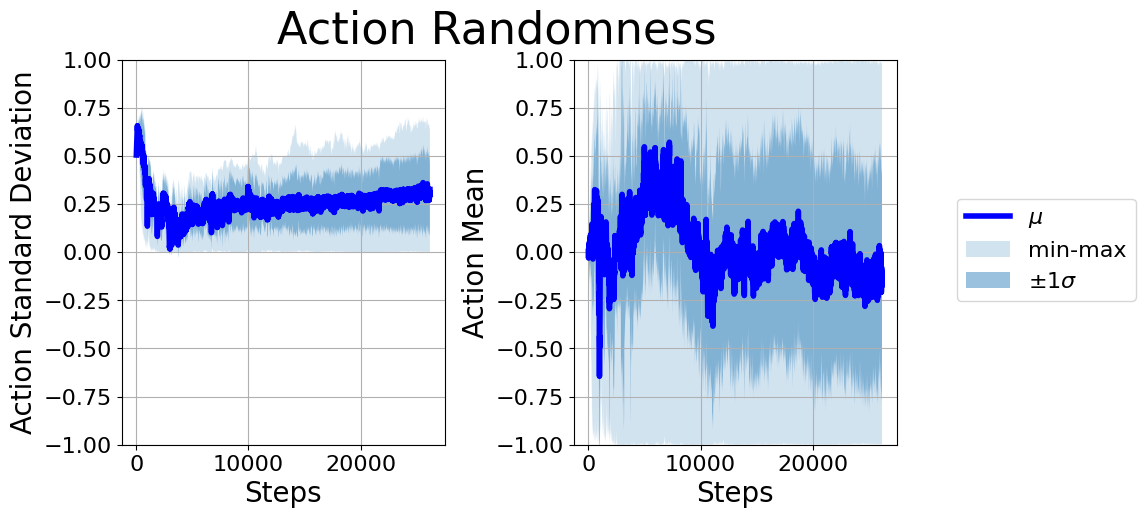 Action Randomness
Action Standard Deviation
1.00
0.75
0.50
0.25
0.00
−0.25
−0.50
−0.75
−1.00
0 10000 20000
Steps
Action Mean
1.00
0.75
0.50
0.25
0.00
−0.25
−0.50
−0.75
−1.00
0 10000 20000
Steps
μ
min-max
±1σ